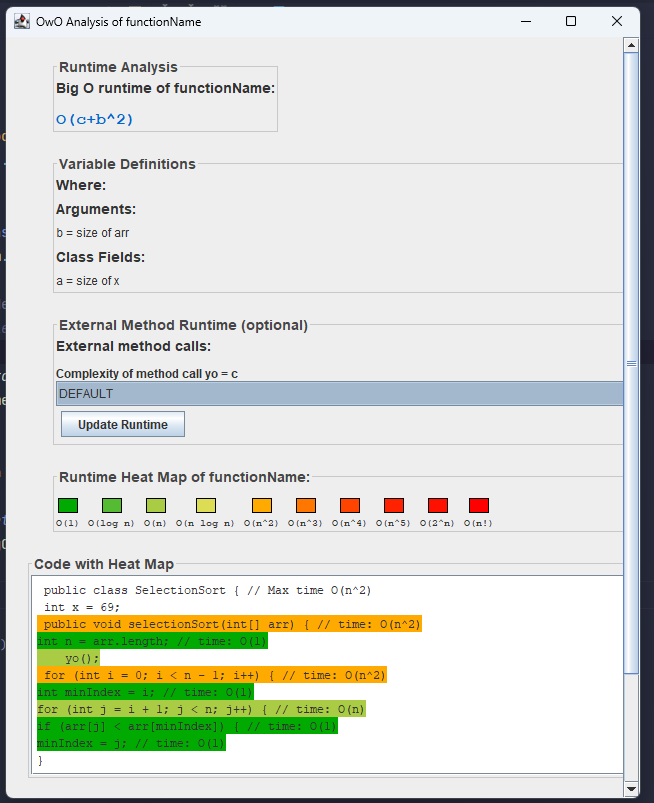 OwO Analysis of functionName
Runtime Analysis
Big O runtime of functionName:
O(c+b^2)
Variable Definitions
Where:
Arguments:
b = size of arr
Class Fields:
a = size of x
External Method Runtime (optional)
External method calls:
Complexity of method call yo = c
DEFAULT
Update Runtime
Runtime Heat Map of functionName:
O(1) O(log n) O(n) O(n log n) O(n^2) O(n^3) O(n^4) O(n^5) O(2^n) O(n!)
Code with Heat Map
public class SelectionSort { // Max time O(n^2)
int x = 69;
public void selectionSort(int[] arr) { // time: O(n^2)
int n = arr.length; // time: O(1)
yo();
for (int i = 0; i < n - 1; i++) { // time: O(n^2)
int minIndex = i; // time: O(1)
for (int j = i + 1; j < n; j++) { // time: O(n)
if (arr[j] < arr[minIndex]) { // time: O(1)
minIndex = j; // time: O(1)
}